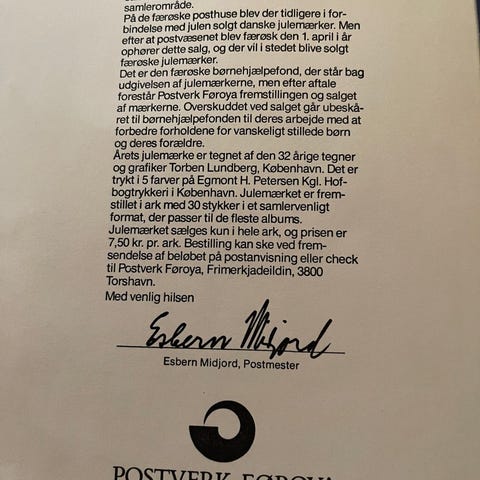 samlerområde.
På de færøske posthuse blev der tidligere i for-
bindelse med julen solgt danske julemærker. Men
efter at postvæsenet blev færøsk den 1. april i år
ophører dette salg, og der vil i stedet blive solgt
færøske julemærker.
Det er den færøske børnehjælpefond, der står bag
udgivelsen af julemærkerne, men efter aftale
forestår Postverk Føroya fremstillingen og salget
af mærkerne. Overskuddet ved salget går ubeskå-
ret til børnehjælpefonden til deres arbejde med at
forbedre forholdene for vanskeligt stillede børn
og deres forældre.
Årets julemærke er tegnet af den 32 årige tegner
og grafiker Torben Lundberg, København. Det er
trykt i 5 farver på Egmont H. Petersen Kgl. Hof-
bogtrykkeri i København. Julemærket er frem-
stillet i ark med 30 stykker i et samlervenligt
format, der passer til de fleste albums.
Julemærket sælges kun i hele ark, og prisen er
7,50 kr. pr. ark. Bestilling kan ske ved frem-
sendelse af beløbet på postanvisning eller check
til Postverk Føroya, Frimerkjadeildin, 3800
Torshavn.
Med venlig hilsen
Esbern Midjord
Esbern Midjord, Postmester
POSTVERK FØROYA